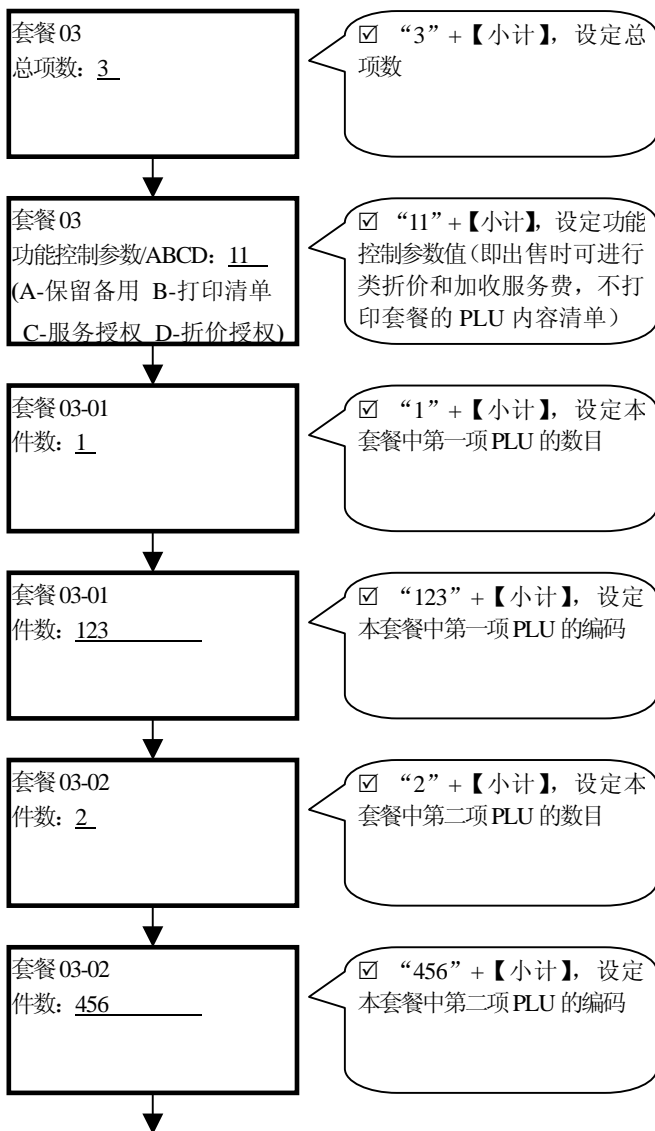 套餐 03
总项数：3
☑ “3”+【小计】，设定总
项数
套餐 03
功能控制参数/ABCD：11
(A-保留备用 B-打印清单
C-服务授权 D-折价授权)
☑ “11”+【小计】，设定功能
控制参数值（即出售时可进行
类折价和加收服务费，不打
印套餐的 PLU 内容清单）
套餐 03-01
件数：1
☑ “1”+【小计】，设定本
套餐中第一项 PLU 的数目
套餐 03-01
件数：123
☑ “123”+【小计】，设定
本套餐中第一项 PLU 的编码
套餐 03-02
件数：2
☑ “2”+【小计】，设定本
套餐中第二项 PLU 的数目
套餐 03-02
件数：456
☑ “456”+【小计】，设定
本套餐中第二项 PLU 的编码